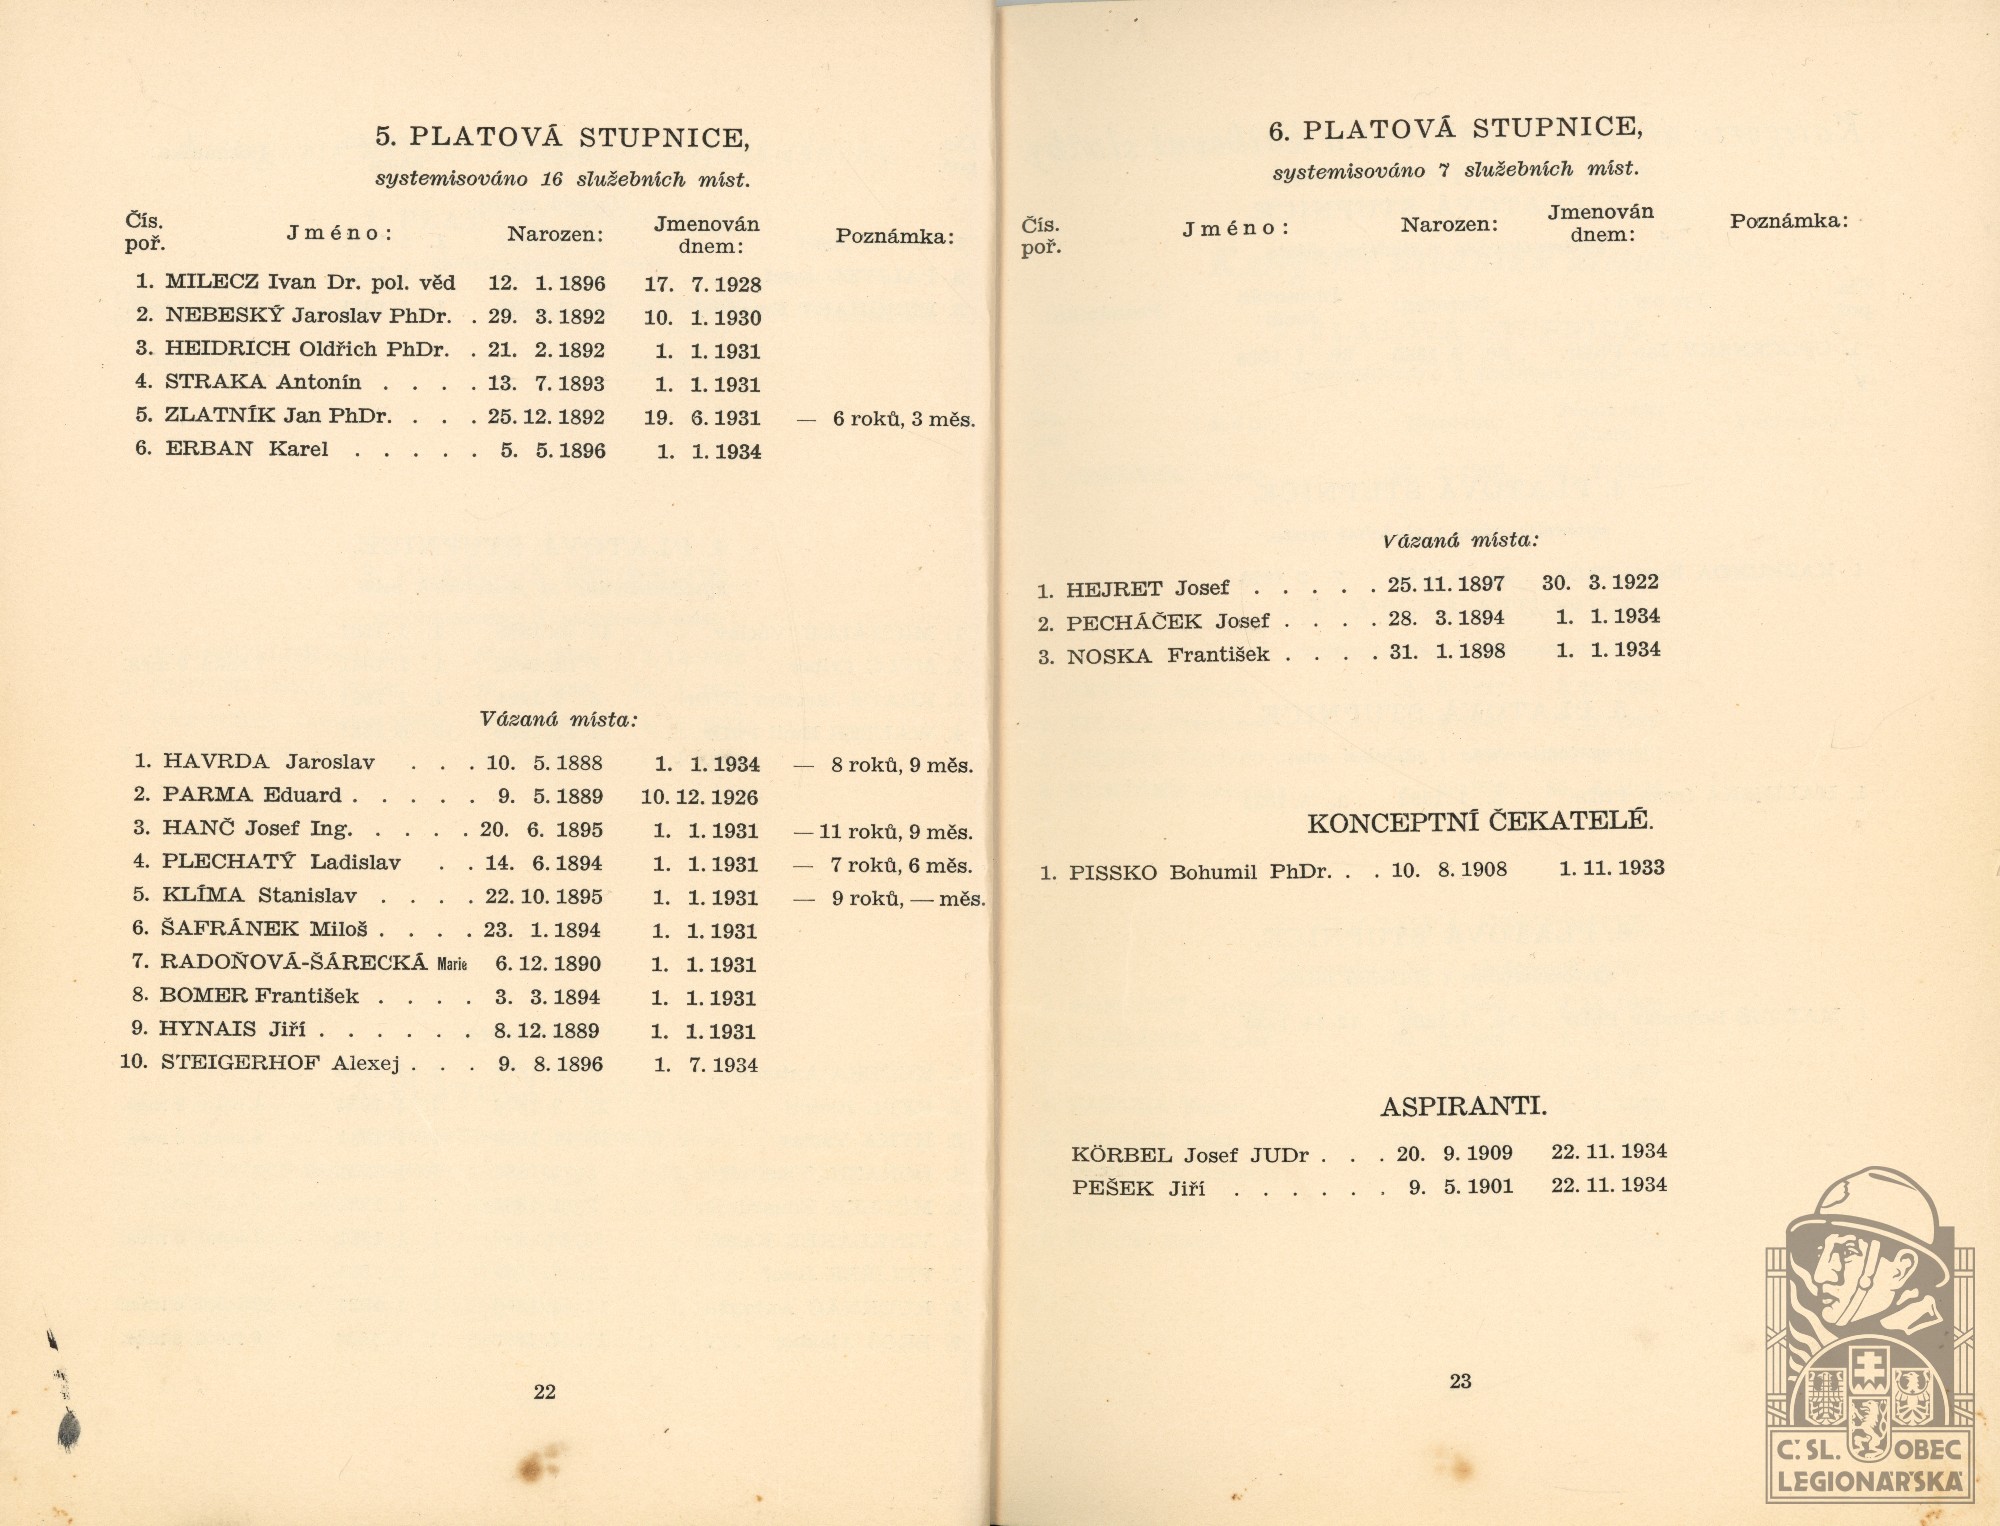 5. PLATOVÁ STUPNICE,
systemisováno 16 služebních míst.
Čís. poř. Jméno: Narozen: Jmenován dnem: Poznámka:
1. MILECZ Ivan Dr. pol. věd 12. 1. 1896 17. 7. 1928
2. NEBESKÝ Jaroslav PhDr. . 29. 3. 1892 10. 1. 1930
3. HEIDRICH Oldřich PhDr. . 21. 2. 1892 1. 1. 1931
4. STRAKA Antonín . . . . 13. 7. 1893 1. 1. 1931
5. ZLATNÍK Jan PhDr. . . . 25. 12. 1892 19. 6. 1931 — 6 roků, 3 měs.
6. ERBAN Karel . . . . . 5. 5. 1896 1. 1. 1934
Vázaná místa:
1. HAVRDA Jaroslav . . . 10. 5. 1888 1. 1. 1934 — 8 roků, 9 měs.
2. PARMA Eduard . . . . . 9. 5. 1889 10. 12. 1926
3. HANČ Josef Ing. . . . . 20. 6. 1895 1. 1. 1931 — 11 roků, 9 měs.
4. PLECHATÝ Ladislav . . 14. 6. 1894 1. 1. 1931 — 7 roků, 6 měs.
5. KLÍMA Stanislav . . . . 22. 10. 1895 1. 1. 1931 — 9 roků, — měs.
6. ŠAFRÁNEK Miloš . . . . 23. 1. 1894 1. 1. 1931
7. RADOŇOVÁ-ŠÁRECKÁ Marie 6. 12. 1890 1. 1. 1931
8. BOMER František . . . . 3. 3. 1894 1. 1. 1931
9. HYNAIS Jiří . . . . . . 8. 12. 1889 1. 1. 1931
10. STEIGERHOF Alexej . . . 9. 8. 1896 1. 7. 1934
22
6. PLATOVÁ STUPNICE,
systemisováno 7 služebních míst.
Čís. poř. Jméno: Narozen: Jmenován dnem: Poznámka:
Vázaná místa:
1. HEJRET Josef . . . . . 25. 11. 1897 30. 3. 1922
2. PECHÁČEK Josef . . . . 28. 3. 1894 1. 1. 1934
3. NOSKA František . . . . 31. 1. 1898 1. 1. 1934
KONCEPTNÍ ČEKATELÉ.
1. PISSKO Bohumil PhDr. . . 10. 8. 1908 1. 11. 1933
ASPIRANTI.
KÖRBEL Josef JUDr . . . 20. 9. 1909 22. 11. 1934
PEŠEK Jiří . . . . . . 9. 5. 1901 22. 11. 1934
23
Č.SL. OBEC
LEGIONÁŘSKÁ